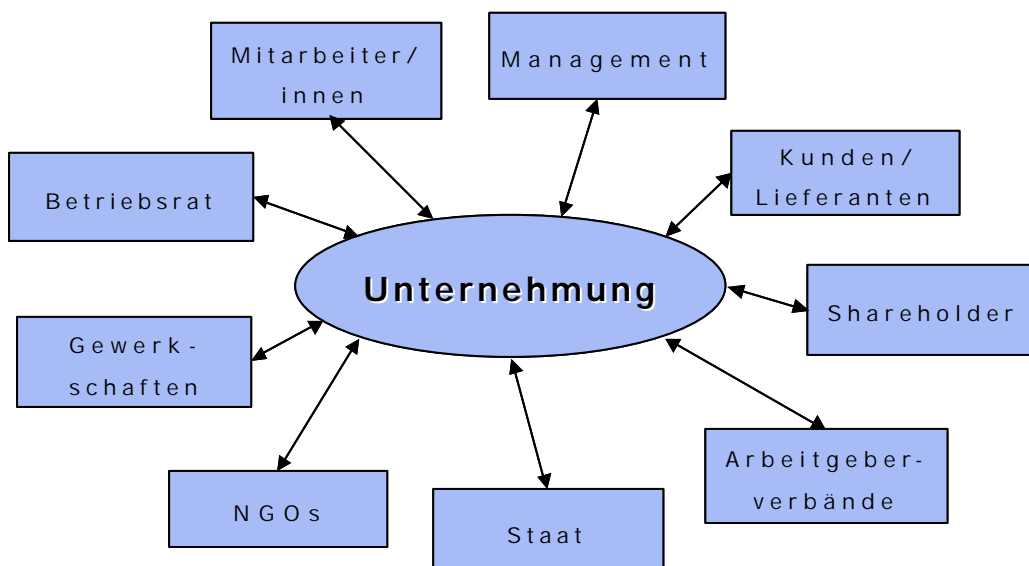 Mitarbeiter/
innen
Management
Kunden/
Lieferanten
Betriebsrat
Unternehmung
Shareholder
Gewerk-
schaften
Arbeitgeber-
verbände
NGOs
Staat